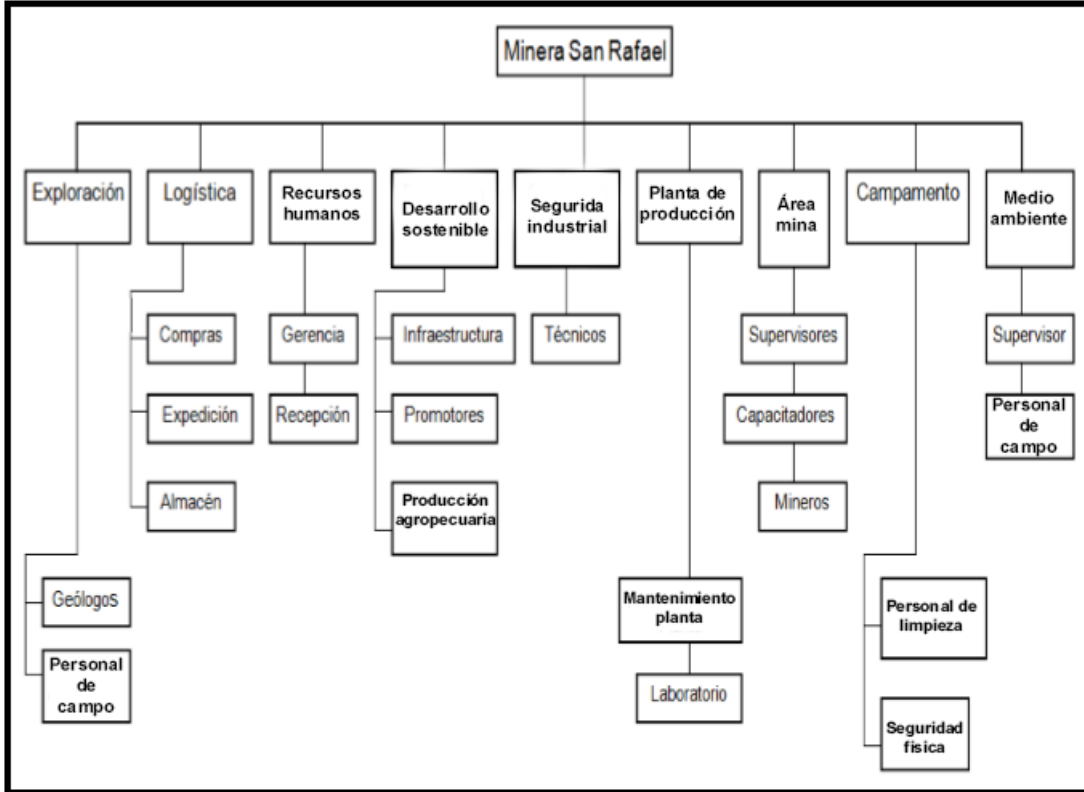 Minera San Rafael
Exploración
Logística
Recursos
humanos
Desarrollo
sostenible
Segurida
industrial
Planta de
producción
Área
mina
Campamento
Medio
ambiente
Compras
Gerencia
Infraestructura
Técnicos
Supervisores
Supervisor
Expedición
Recepción
Promotores
Capacitadores
Personal
de
campo
Almacén
Producción
agropecuaria
Mineros
Geólogos
Mantenimiento
planta
Personal de
limpieza
Personal
de
campo
Laboratorio
Seguridad
fisica